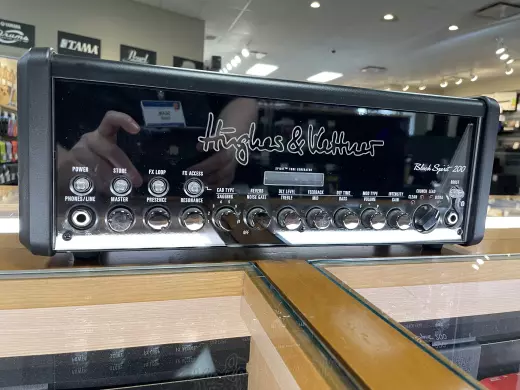 TAMA
Pearl
Hughes & Kettner
Black Spirit 200
POWER
STORE
FX LOOP
FX ACCESS
PHONES/LINE
MASTER
PRESENCE
RESONANCE
CAB TYPE
SAGGING
REVERB
NOISE GATE
DLY LEVEL
TREBLE
FEEDBACK
MID
DLY TIME
BASS
MOD TYPE
VOLUME
INTENSITY
GAIN
CLEAN
CRUNCH
LEAD
ULTRA
INPUT
OFF